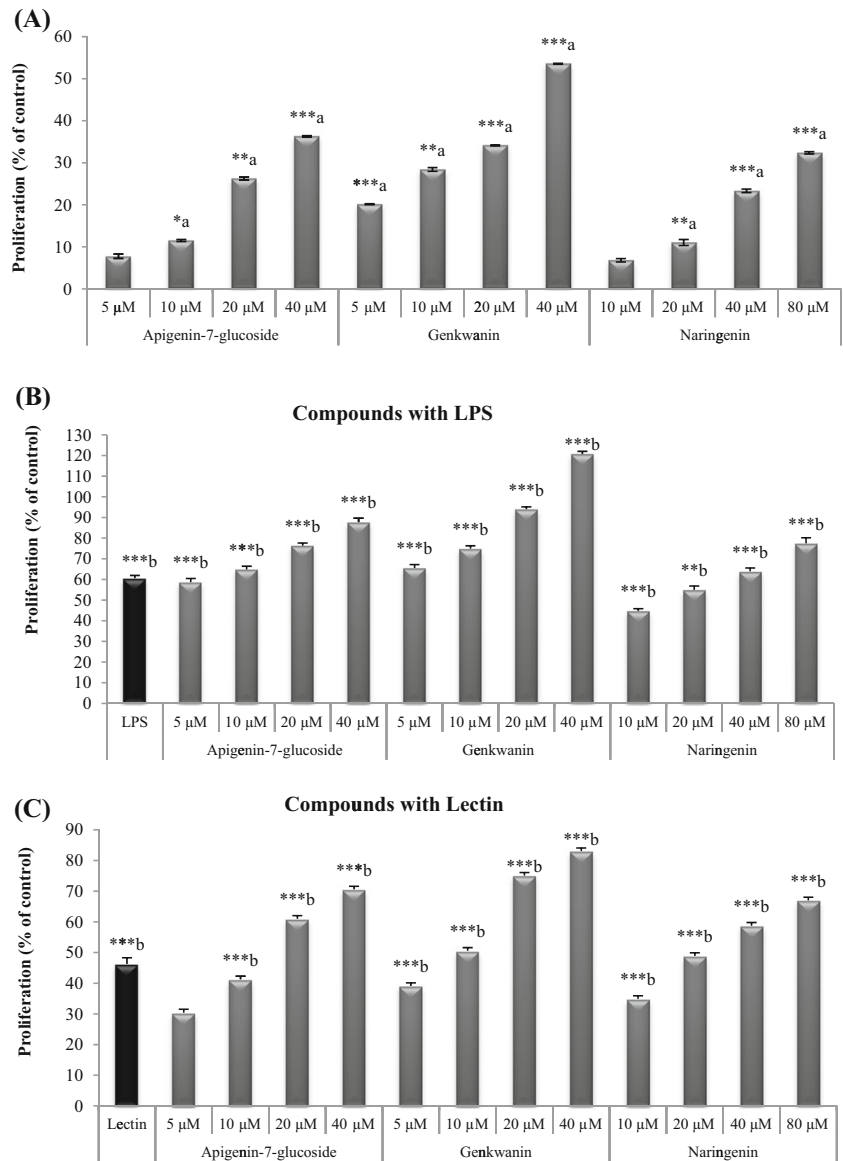 (A)
Proliferation (% of control)
60
50
40
30
20
10
0
*a
**a
***a
***a
**a
***a
***a
**a
***a
***a
5 μM 10 μM 20 μM 40 μM 5 μM 10 μM 20 μM 40 μM 10 μM 20 μM 40 μM 80 μM
Apigenin-7-glucoside Genkwanin Naringenin
(B)
Compounds with LPS
Proliferation (% of control)
130
120
110
100
90
80
70
60
50
40
30
20
10
0
***b
***b
***b
***b
***b
***b
***b
***b
***b
***b
**b
***b
***b
LPS 5 μM 10 μM 20 μM 40 μM 5 μM 10 μM 20 μM 40 μM 10 μM 20 μM 40 μM 80 μM
Apigenin-7-glucoside Genkwanin Naringenin
(C)
Compounds with Lectin
Proliferation (% of control)
90
80
70
60
50
40
30
20
10
0
***b
***b
***b
***b
***b
***b
***b
***b
***b
***b
***b
***b
Lectin 5 μM 10 μM 20 μM 40 μM 5 μM 10 μM 20 μM 40 μM 10 μM 20 μM 40 μM 80 μM
Apigenin-7-glucoside Genkwanin Naringenin